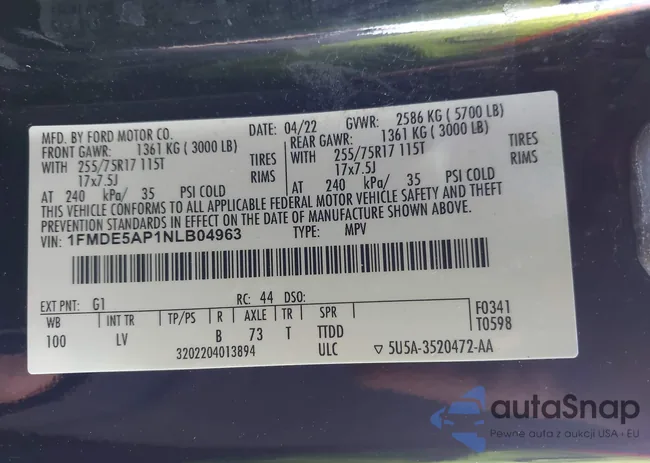 MFD. BY FORD MOTOR CO.
DATE: 04/22 GVWR: 2586 KG ( 5700 LB)
FRONT GAWR: 1361 KG ( 3000 LB)
REAR GAWR: 1361 KG ( 3000 LB)
WITH 255/75R17 115T TIRES
WITH 255/75R17 115T TIRES
17x7.5J RIMS
17x7.5J RIMS
AT 240 kPa/ 35 PSI COLD
AT 240 kPa/ 35 PSI COLD
THIS VEHICLE CONFORMS TO ALL APPLICABLE FEDERAL MOTOR VEHICLE SAFETY AND THEFT
PREVENTION STANDARDS IN EFFECT ON THE DATE OF MANUFACTURE SHOWN ABOVE.
VIN: 1FMDE5AP1NLB04963 TYPE: MPV
EXT PNT: G1 RC: 44 DSO:
WB INT TR TP/PS R AXLE TR SPR
100 LV B 73 T TTDD
F0341
T0598
3202204013894 ULC ▽ 5U5A-3520472-AA
autaSnap
Pewne auta z aukcji USA • EU